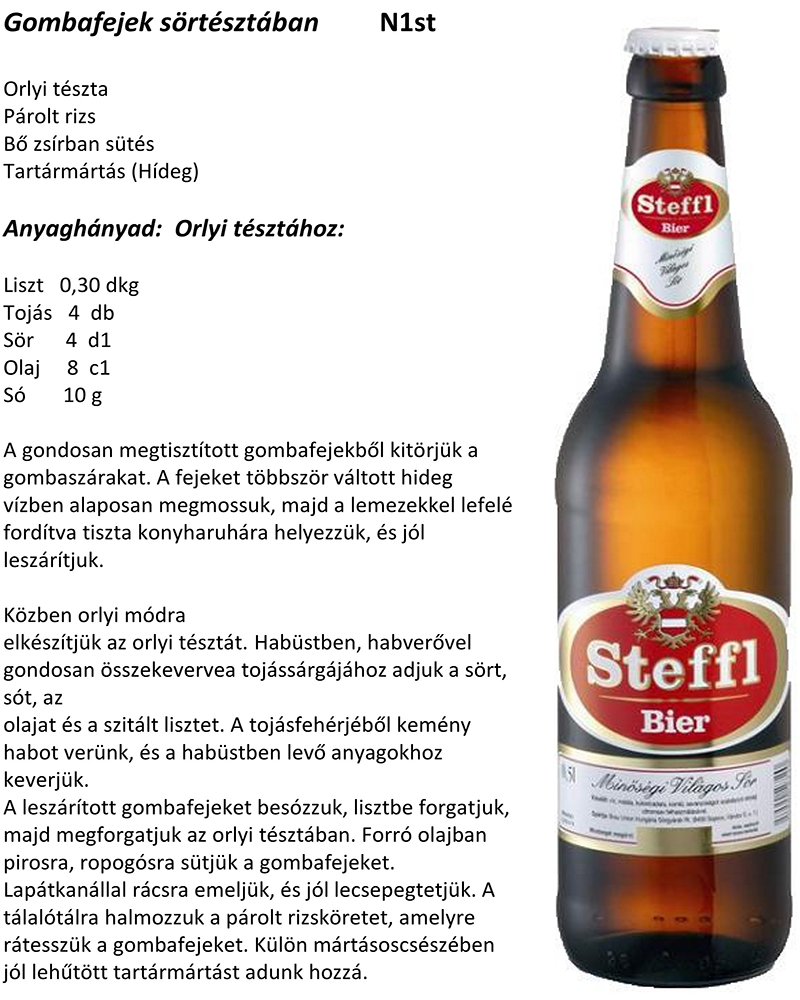 Gombafejek sörtésztában N1st
Orlyi tészta
Párolt rizs
Bő zsírban sütés
Tartármártás (Hídeg)
Anyaghányad: Orlyi tésztához:
Liszt 0,30 dkg
Tojás 4 db
Sör 4 d1
Olaj 8 c1
Só 10 g
A gondosan megtisztított gombafejekből kitörjük a
gombaszárakat. A fejeket többször váltott hideg
vízben alaposan megmossuk, majd a lemezekkel lefelé
fordítva tiszta konyharuhára helyezzük, és jól
leszárítjuk.
Közben orlyi módra
elkészítjük az orlyi tésztát. Habüstben, habverővel
gondosan összekevervea tojássárgájához adjuk a sört,
sót, az
olajat és a szitált lisztet. A tojásfehérjéből kemény
habot verünk, és a habüstben levő anyagokhoz
keverjük.
A leszárított gombafejeket besózzuk, lisztbe forgatjuk,
majd megforgatjuk az orlyi tésztában. Forró olajban
pirosra, ropogósra sütjük a gombafejeket.
Lapátkanállal rácsra emeljük, és jól lecsepegtetjük. A
tálalótálra halmozzuk a párolt rizsköretet, amelyre
rátesszük a gombafejeket. Külön mártásoscsészében
jól lehűtött tartármártást adunk hozzá.
Steffl
Bier
Minőségi
Világos
Sör
Steffl
Bier
Minőségi Világos Sör